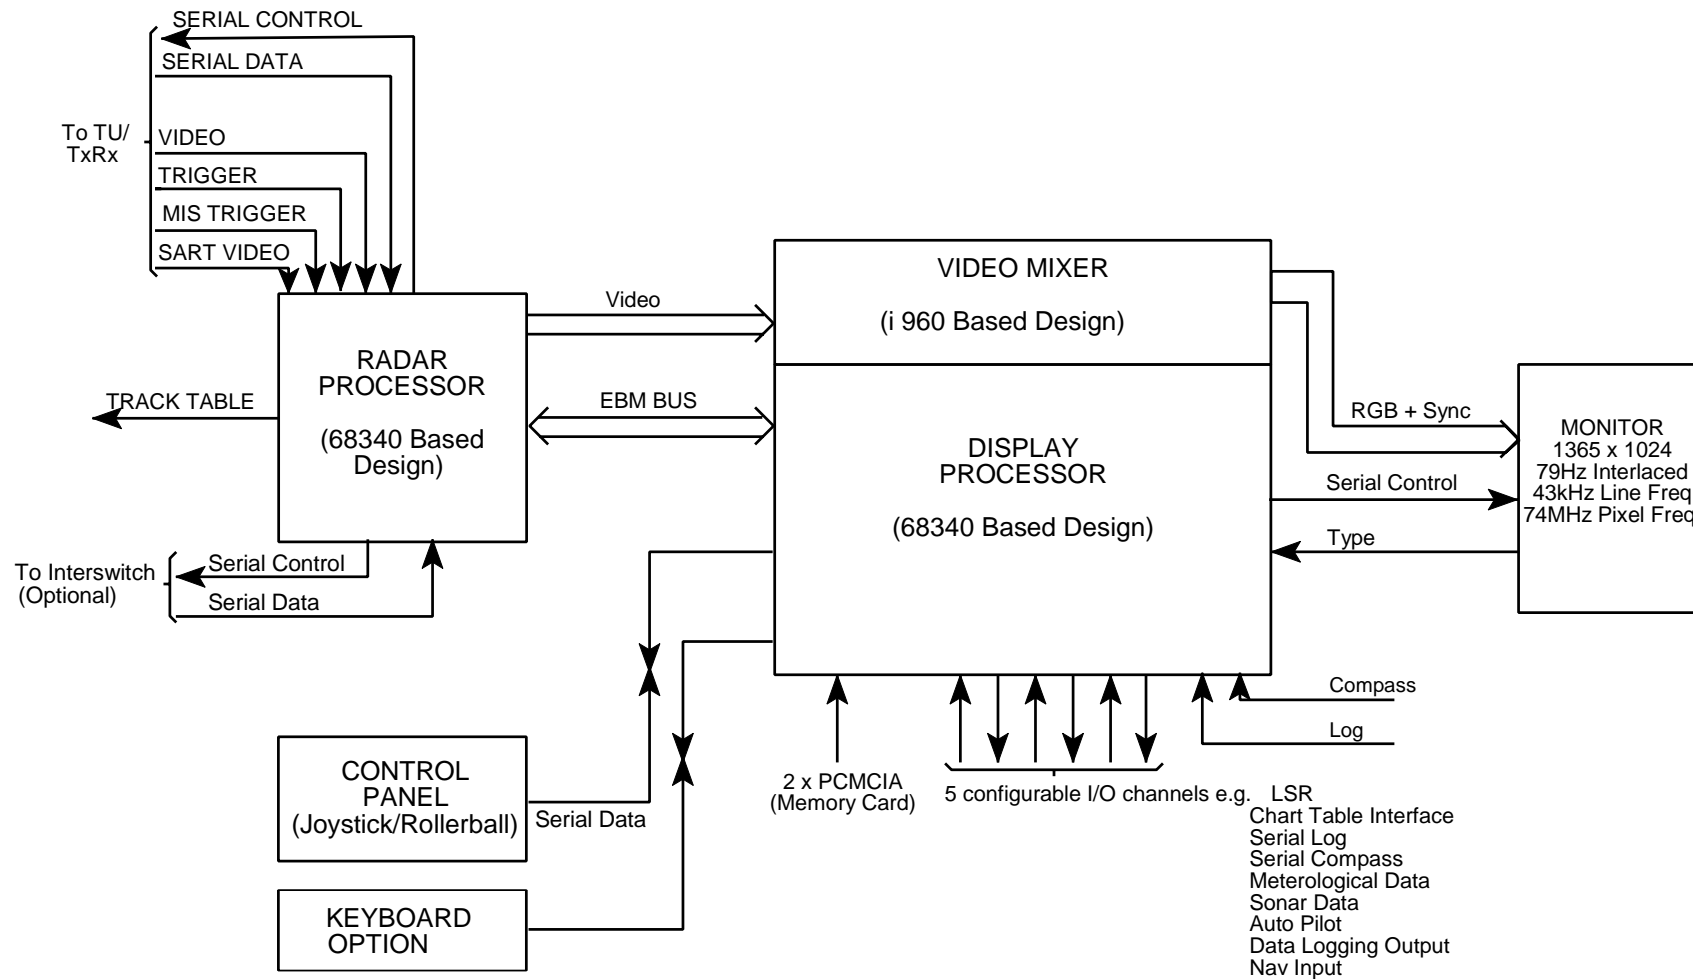 SERIAL CONTROL
SERIAL DATA
To TU/
TxRx
VIDEO
TRIGGER
MIS TRIGGER
SART VIDEO
RADAR
PROCESSOR
(68340 Based
Design)
TRACK TABLE
Video
EBM BUS
VIDEO MIXER
(i 960 Based Design)
DISPLAY
PROCESSOR
(68340 Based Design)
RGB + Sync
Serial Control
Type
MONITOR
1365 x 1024
79Hz Interlaced
43kHz Line Freq
74MHz Pixel Freq
To Interswitch
(Optional)
Serial Control
Serial Data
CONTROL
PANEL
(Joystick/Rollerball)
Serial Data
KEYBOARD
OPTION
2 x PCMCIA
(Memory Card)
Compass
Log
5 configurable I/O channels e.g. LSR
Chart Table Interface
Serial Log
Serial Compass
Meterological Data
Sonar Data
Auto Pilot
Data Logging Output
Nav Input